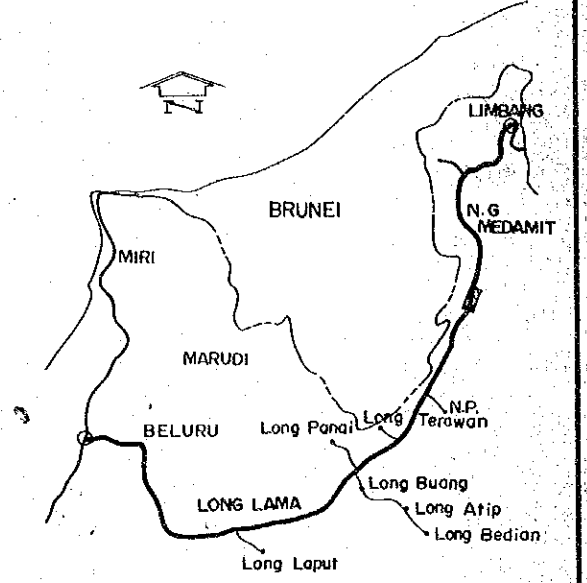 LIMBANG
BRUNEI
N.G
MEDAMIT
MIRI
MARUDI
BELURU
Long Panai
Long
N.P.
Terawan
Long Buang
LONG LAMA
Long Atip
Long Bedian
Long Laput